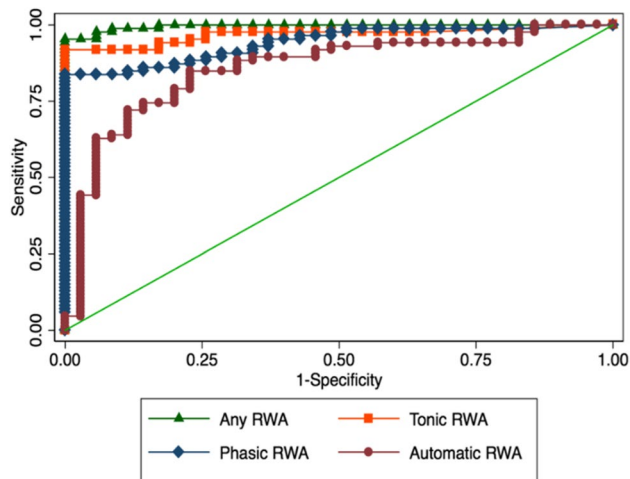 1.00
0.75
0.50
0.25
0.00
Sensitivity
0.00 0.25 0.50 0.75 1.00
1-Specificity
Any RWA Tonic RWA
Phasic RWA Automatic RWA